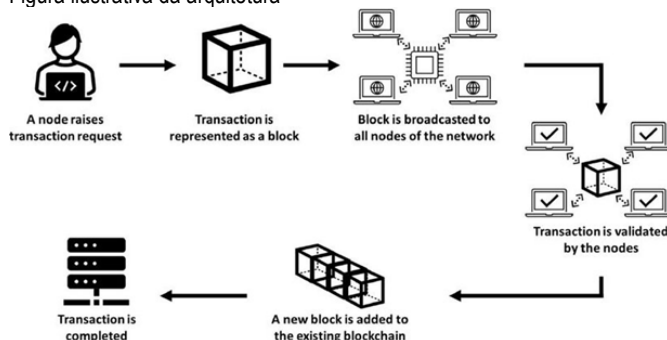 Figura ilustrativa da arquitetura
</>
A node raises
transaction request
Transaction is
represented as a block
Block is broadcasted to
all nodes of the network
Transaction is validated
by the nodes
A new block is added to
the existing blockchain
Transaction is
completed